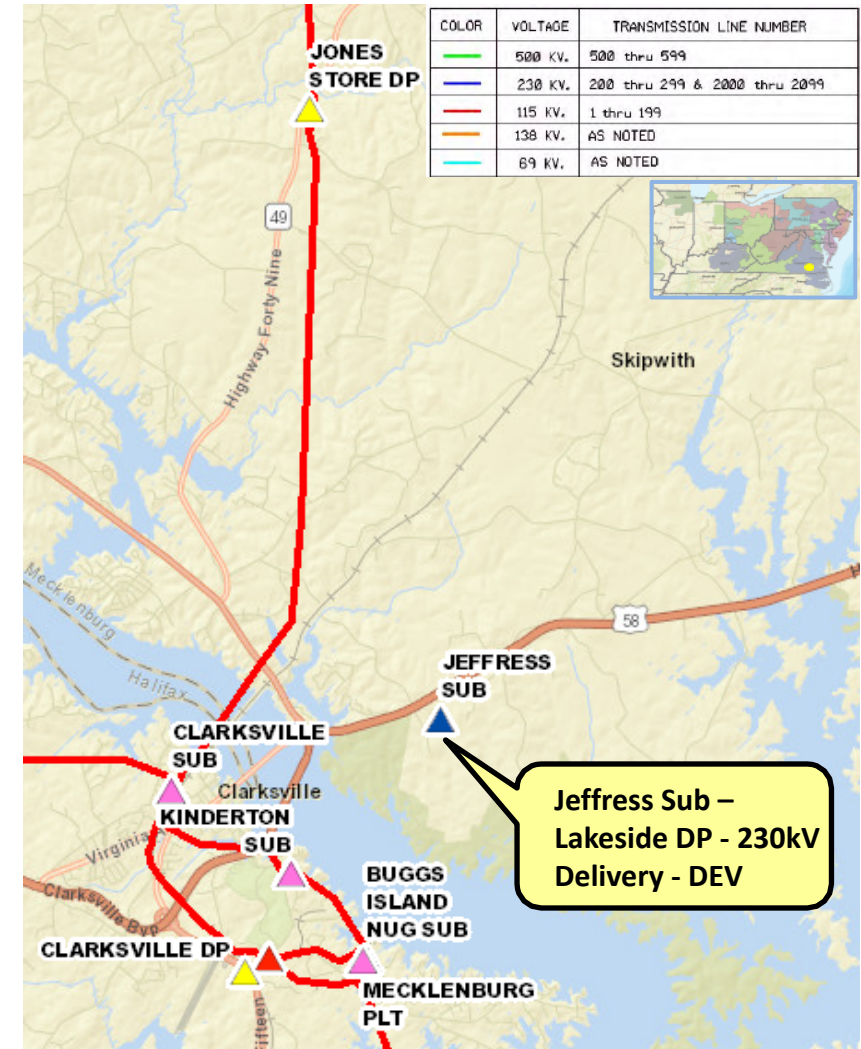 COLOR VOLTAGE TRANSMISSION LINE NUMBER
500 KV. 500 thru 599
230 KV. 200 thru 299 & 2000 thru 2099
115 KV. 1 thru 199
138 KV. AS NOTED
69 KV. AS NOTED
JONES
STORE DP
49
Highway Forty Nine
Skipwith
Mecklenburg
Halifax
58
H
JEFFRESS
SUB
CLARKSVILLE
SUB
Clarksville
KINDERTON
SUB
Virginia
Clarksville Byp
BUGGS
ISLAND
NUG SUB
CLARKSVILLE DP
MECKLENBURG
PLT
Jeffress Sub –
Lakeside DP - 230kV
Delivery - DEV